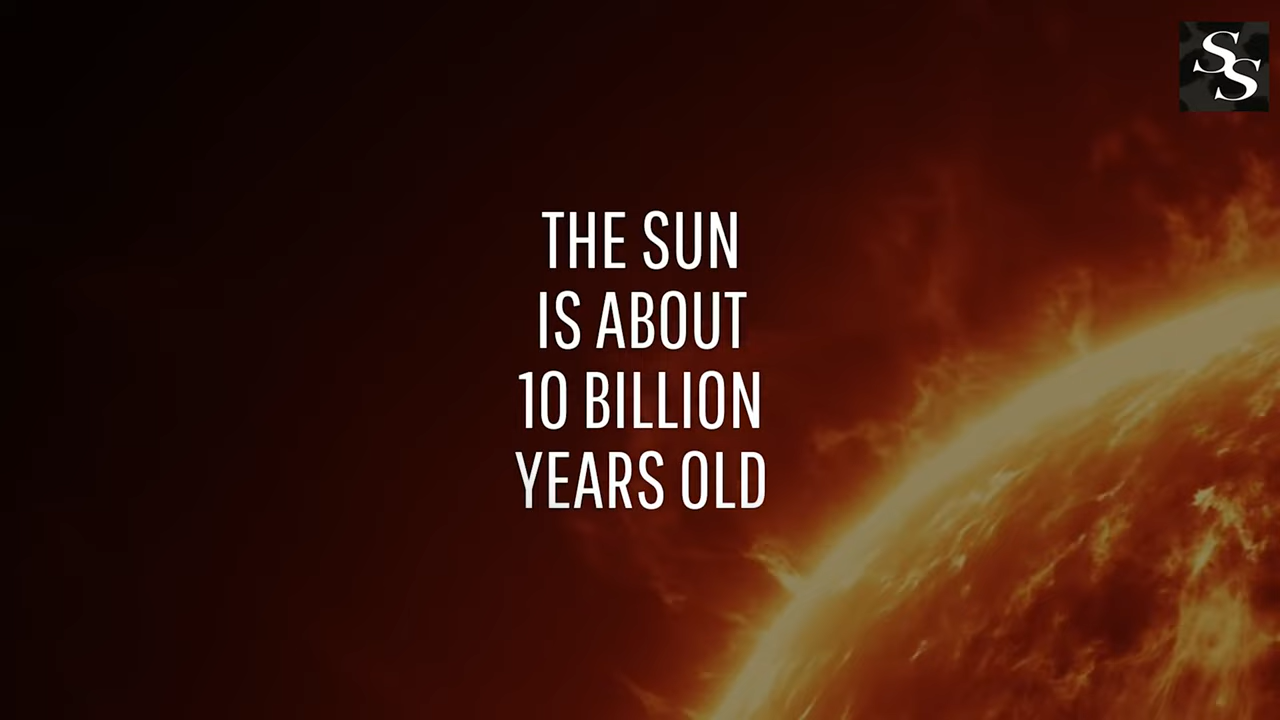 SS
THE SUN
IS ABOUT
10 BILLION
YEARS OLD